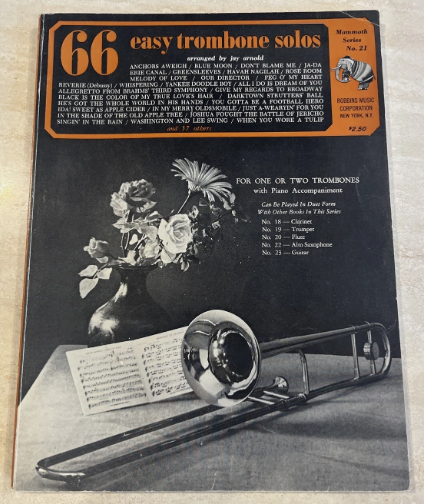 66 easy trombone solos
arranged by jay arnold
Mammoth
Series
No. 21
ANCHORS AWEIGH / BLUE MOON / DON'T BLAME ME / JA-DA
ERIE CANAL / GREENSLEEVES / HAVAH NAGILAH / ROSE ROOM
MELODY OF LOVE / OUR DIRECTOR / PEG O' MY HEART
REVERIE (Debussy) / WHISPERING / YANKEE DOODLE BOY / ALL I DO IS DREAM OF YOU
ALLEGRETTO FROM BRAHMS' THIRD SYMPHONY / GIVE MY REGARDS TO BROADWAY
BLACK IS THE COLOR OF MY TRUE LOVE'S HAIR / DARKTOWN STRUTTERS' BALL
HE'S GOT THE WHOLE WORLD IN HIS HANDS / YOU GOTTA BE A FOOTBALL HERO
IDA! SWEET AS APPLE CIDER / IN MY MERRY OLDSMOBILE / JUST A-WEARYIN' FOR YOU
IN THE SHADE OF THE OLD APPLE TREE / JOSHUA FOUGHT THE BATTLE OF JERICHO
SINGIN' IN THE RAIN / WASHINGTON AND LEE SWING / WHEN YOU WORE A TULIP
and 37 others
ROBBINS MUSIC
CORPORATION
NEW YORK, N.Y.
$2.50
FOR ONE OR TWO TROMBONES
with Piano Accompaniment
Can Be Played In Duet Form
With Other Books In This Series
No. 18 — Clarinet
No. 19 — Trumpet
No. 20 — Flute
No. 22 — Alto Saxophone
No. 23 — Guitar